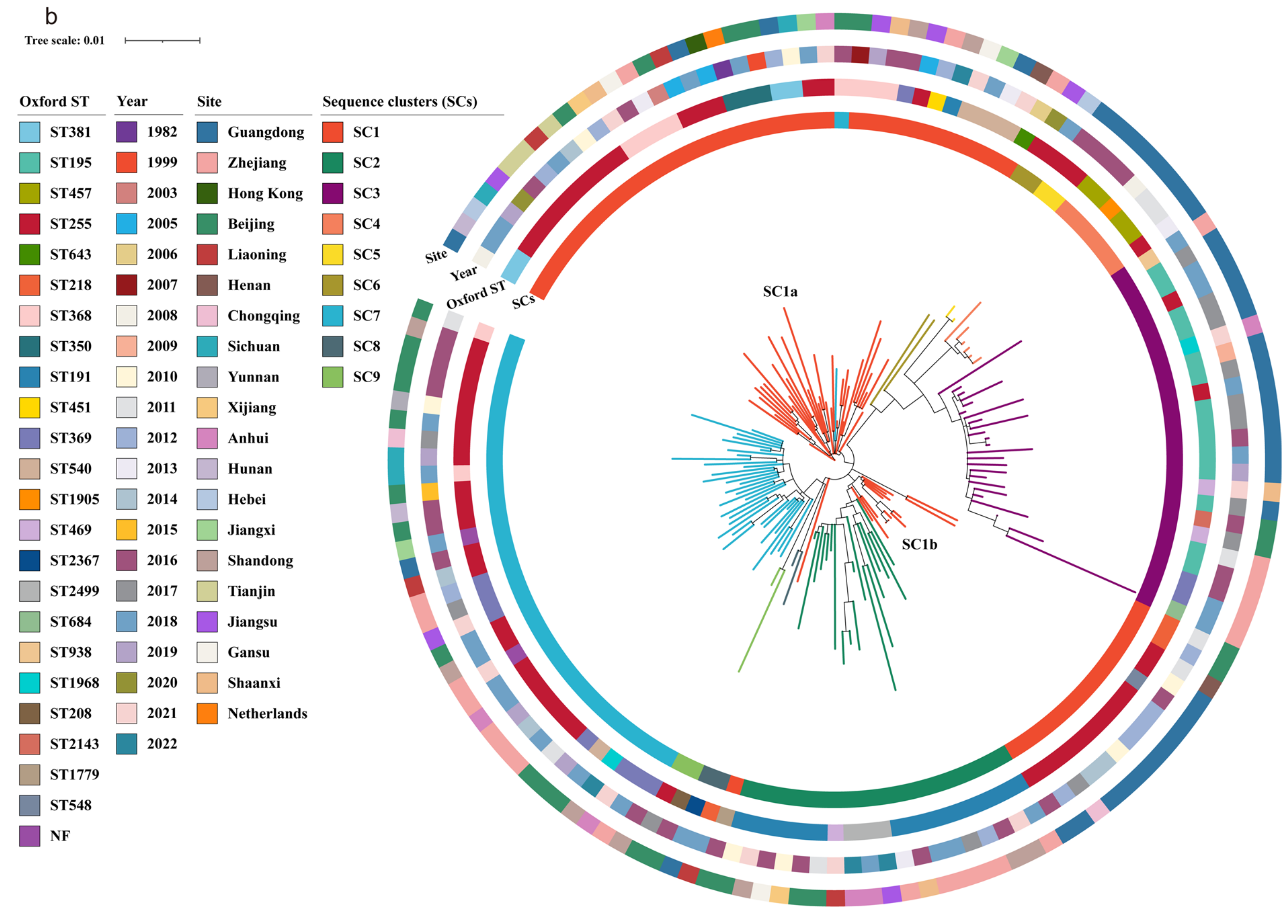 b
Tree scale: 0.01
Oxford ST
ST381
ST195
ST457
ST255
ST643
ST218
ST368
ST350
ST191
ST451
ST369
ST540
ST1905
ST469
ST2367
ST2499
ST684
ST938
ST1968
ST208
ST2143
ST1779
ST548
NF
Year
1982
1999
2003
2005
2006
2007
2008
2009
2010
2011
2012
2013
2014
2015
2016
2017
2018
2019
2020
2021
2022
Site
Guangdong
Zhejiang
Hong Kong
Beijing
Liaoning
Henan
Chongqing
Sichuan
Yunnan
Xijiang
Anhui
Hunan
Hebei
Jiangxi
Shandong
Tianjin
Jiangsu
Gansu
Shaanxi
Netherlands
Sequence clusters (SCs)
SC1
SC2
SC3
SC4
SC5
SC6
SC7
SC8
SC9
Site
Year
Oxford ST
SCs
SC1a
SC1b